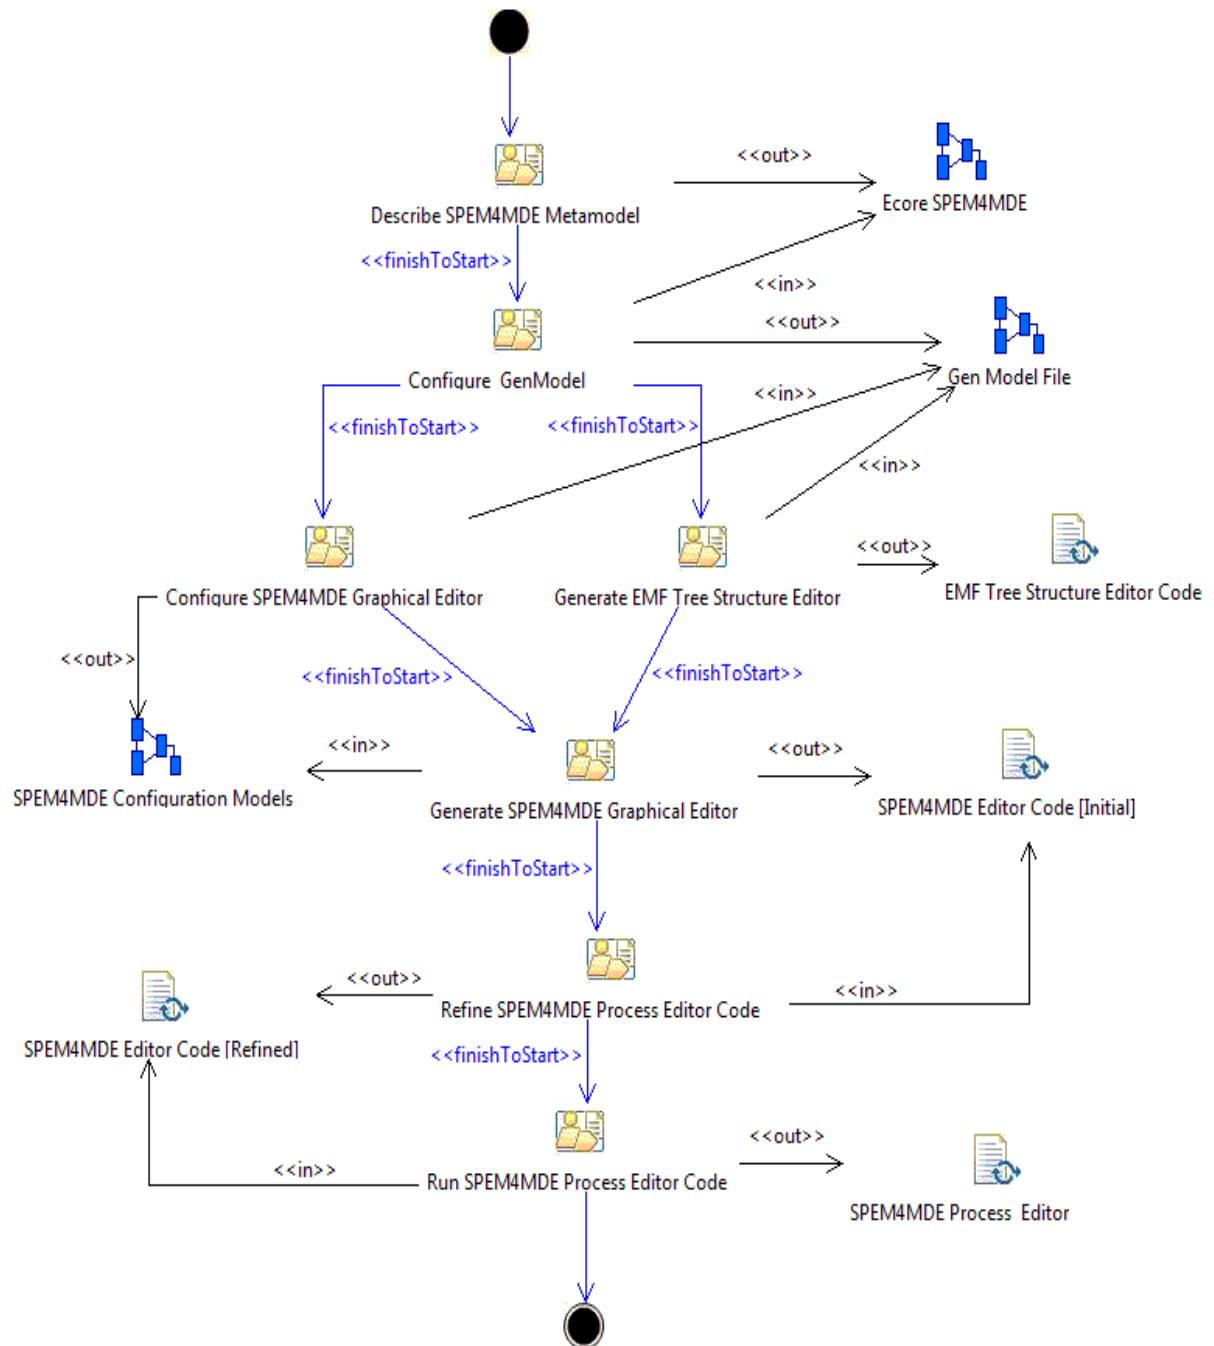 <<out>>
Ecore SPEM4MDE
Describe SPEM4MDE Metamodel
<<finishToStart>>
<<in>>
<<out>>
Configure GenModel
Gen Model File
<<in>>
<<finishToStart>>
<<finishToStart>>
<<in>>
<<out>>
Configure SPEM4MDE Graphical Editor
Generate EMF Tree Structure Editor
EMF Tree Structure Editor Code
<<out>>
<<finishToStart>>
<<finishToStart>>
<<in>>
<<out>>
SPEM4MDE Configuration Models
Generate SPEM4MDE Graphical Editor
SPEM4MDE Editor Code [Initial]
<<finishToStart>>
<<out>>
<<in>>
Refine SPEM4MDE Process Editor Code
SPEM4MDE Editor Code [Refined]
<<finishToStart>>
<<out>>
<<in>>
Run SPEM4MDE Process Editor Code
SPEM4MDE Process Editor